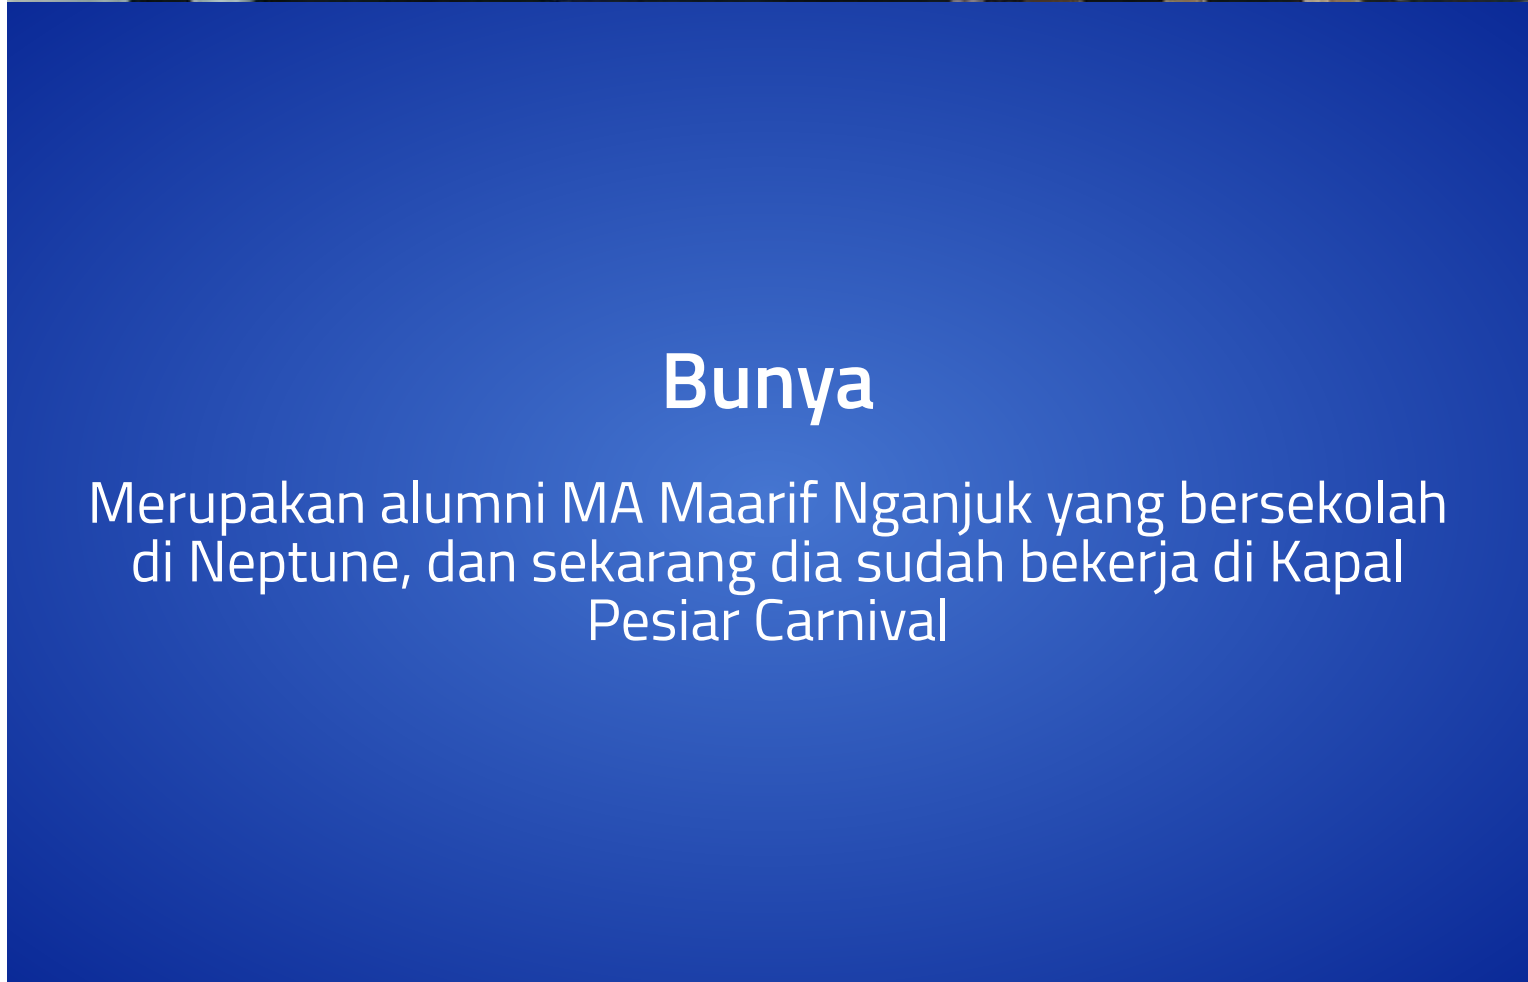 Bunya
Merupakan alumni MA Maarif Nganjuk yang bersekolah
di Neptune, dan sekarang dia sudah bekerja di Kapal
Pesiar Carnival